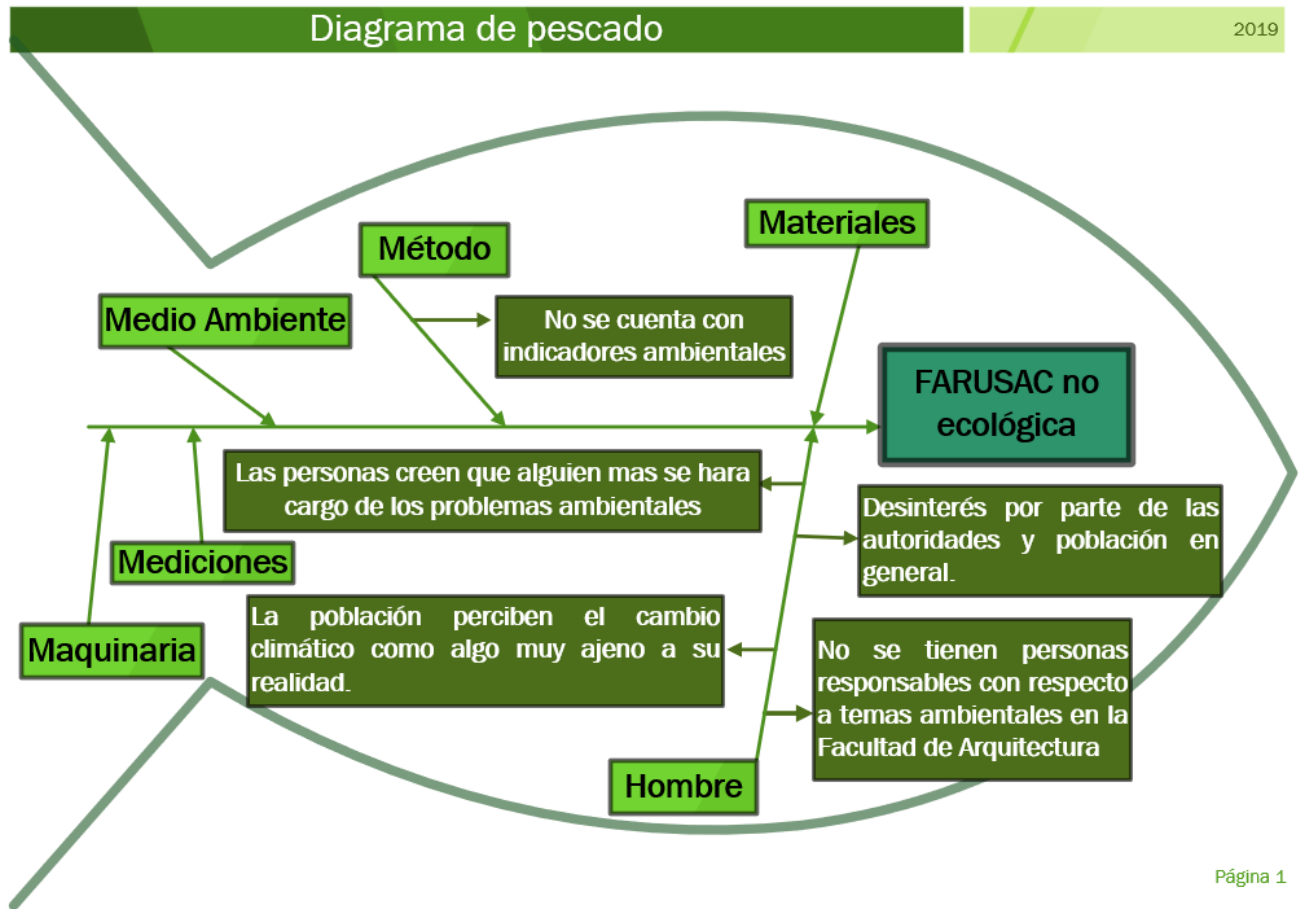 Diagrama de pescado
2019
Materiales
Método
Medio Ambiente
No se cuenta con
indicadores ambientales
FARUSAC no
ecológica
Las personas creen que alguien mas se hara
cargo de los problemas ambientales
Desinterés por parte de las
autoridades y población en
general.
Mediciones
La población perciben el cambio
climático como algo muy ajeno a su
realidad.
Maquinaria
No se tienen personas
responsables con respecto
a temas ambientales en la
Facultad de Arquitectura
Hombre
Página 1